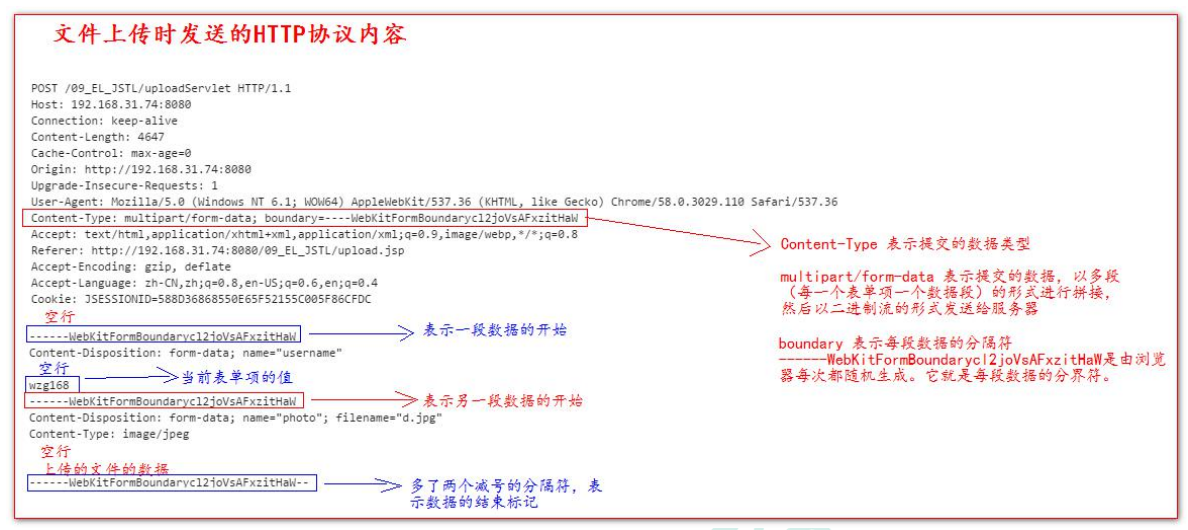 文件上传时发送的HTTP协议内容
POST /09_EL_JSTL/uploadServlet HTTP/1.1
Host: 192.168.31.74:8080
Connection: keep-alive
Content-Length: 4647
Cache-Control: max-age=0
Origin: http://192.168.31.74:8080
Upgrade-Insecure-Requests: 1
User-Agent: Mozilla/5.0 (Windows NT 6.1; WOW64) AppleWebKit/537.36 (KHTML, like Gecko) Chrome/58.0.3029.110 Safari/537.36
Content-Type: multipart/form-data; boundary=----WebKitFormBoundarycl2joVsAFxzitHaW
Accept: text/html,application/xhtml+xml,application/xml;q=0.9,image/webp,*/*;q=0.8
Referer: http://192.168.31.74:8080/09_EL_JSTL/upload.jsp
Accept-Encoding: gzip, deflate
Accept-Language: zh-CN,zh;q=0.8,en-US;q=0.6,en;q=0.4
Cookie: JSESSIONID=588D36868550E65F52155C005F86CFDC
空行
------WebKitFormBoundarycl2joVsAFxzitHaW
表示一段数据的开始
Content-Disposition: form-data; name="username"
空行
wzg168
当前表单项的值
------WebKitFormBoundarycl2joVsAFxzitHaW
表示另一段数据的开始
Content-Disposition: form-data; name="photo"; filename="d.jpg"
Content-Type: image/jpeg
空行
上传的文件的数据
------WebKitFormBoundarycl2joVsAFxzitHaW--
多了两个减号的分隔符，表
示数据的结束标记
Content-Type 表示提交的数据类型
multipart/form-data 表示提交的数据，以多段
（每一个表单项一个数据段）的形式进行拼接，
然后以二进制流的形式发送给服务器
boundary 表示每段数据的分隔符
------WebKitFormBoundarycl2joVsAFxzitHaW是由浏览
器每次都随机生成。它就是每段数据的分界符。